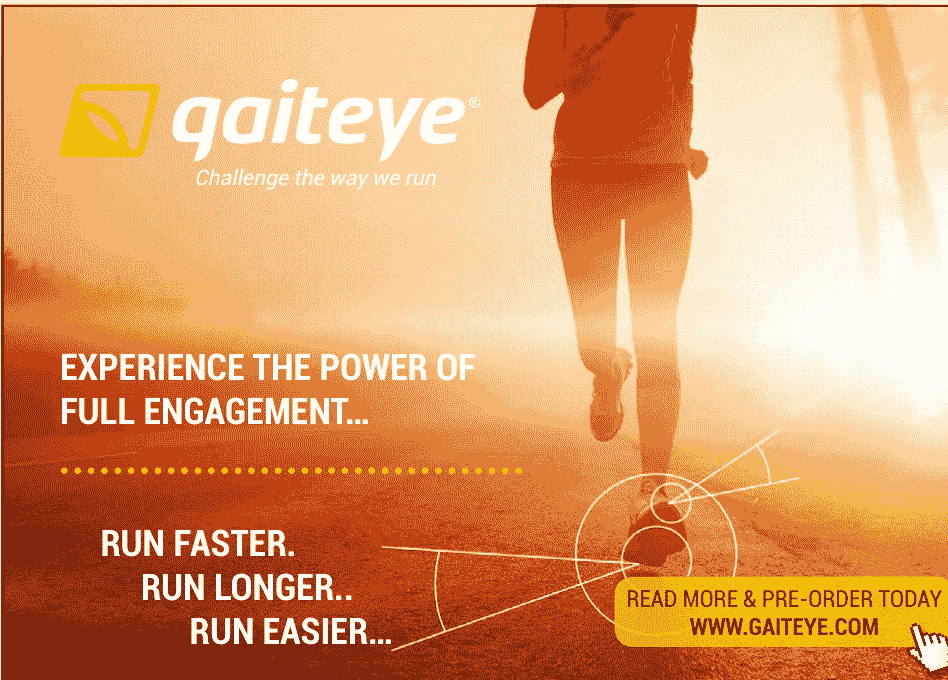 gaiteye®
Challenge the way we run
EXPERIENCE THE POWER OF
FULL ENGAGEMENT...
RUN FASTER.
RUN LONGER..
RUN EASIER...
READ MORE & PRE-ORDER TODAY
WWW.GAITEYE.COM